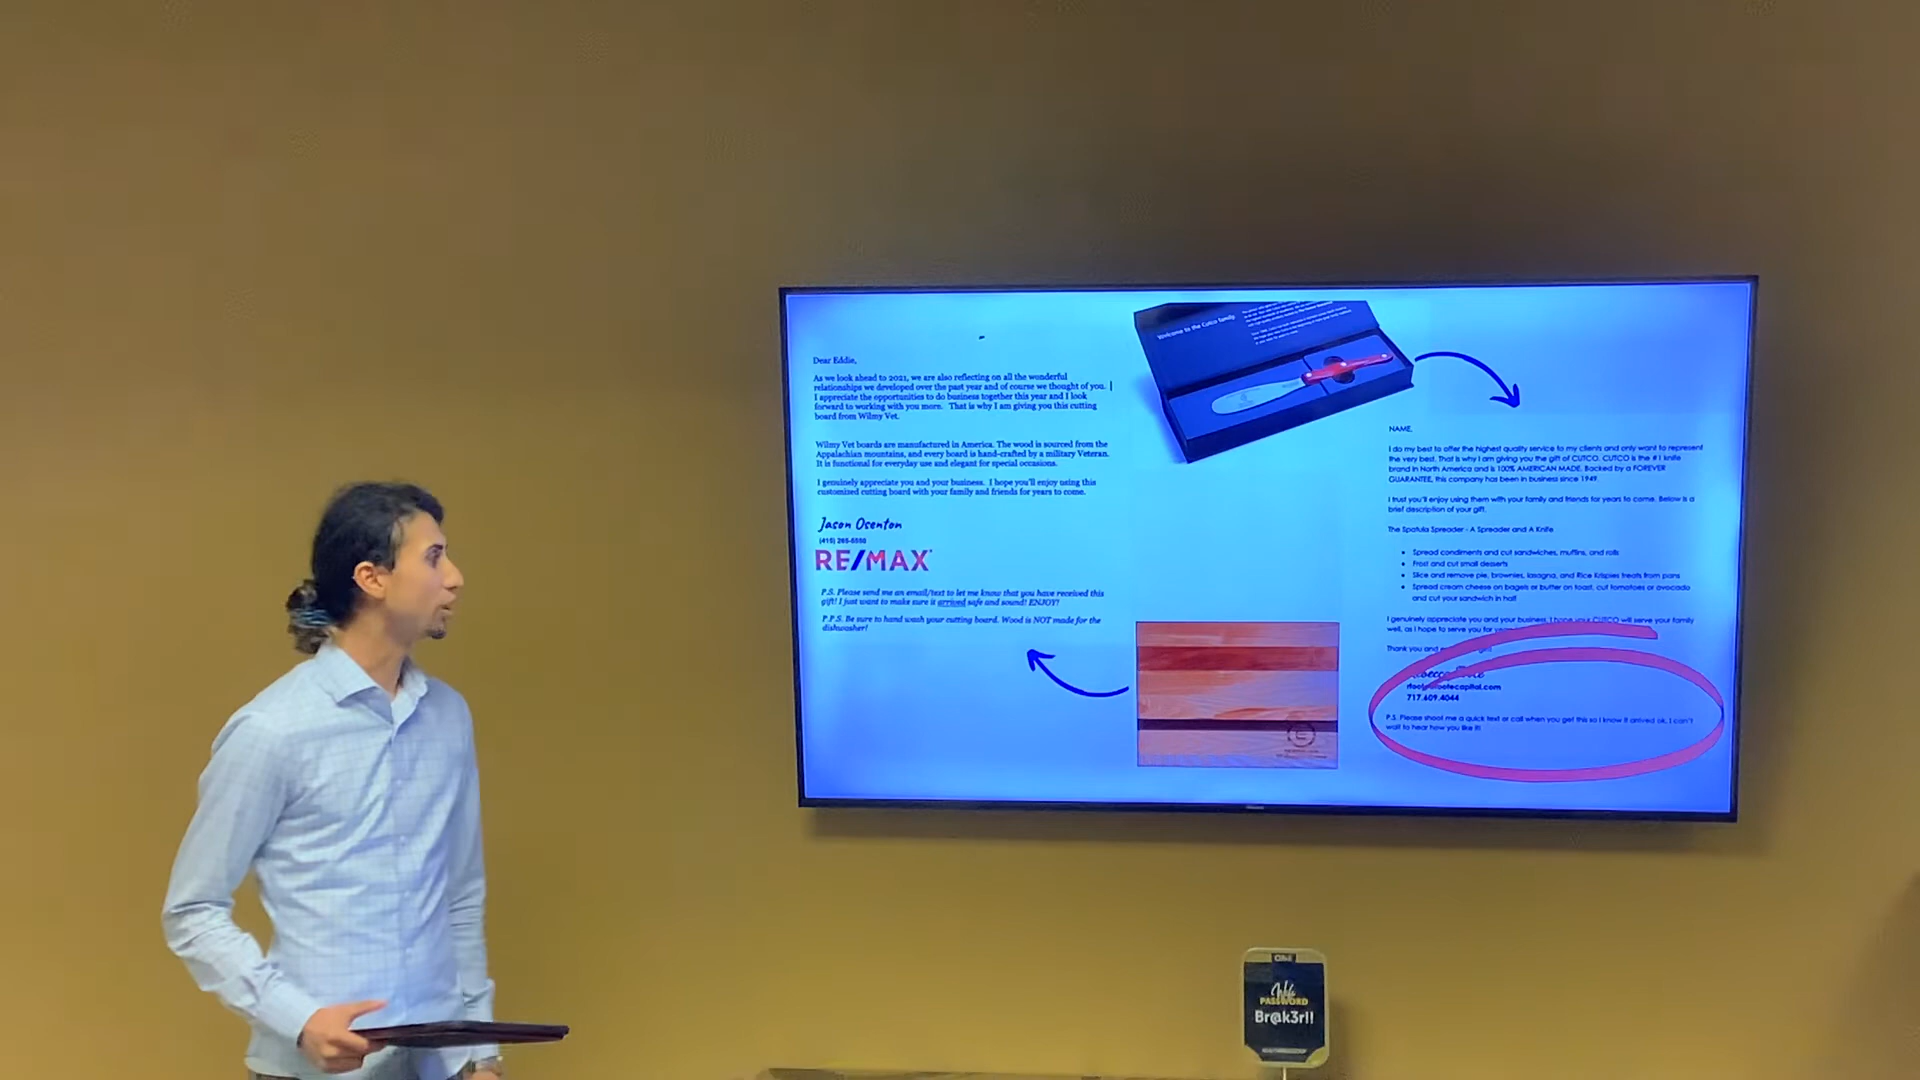 Dear Eddie,
As we look ahead to 2021, we are also reflecting on all the wonderful
relationships we developed over the past year and of course we thought of you.
I appreciate the opportunities to do business together this year and I look
forward to working with you more. That is why I am giving you this cutting
board from Wilmy Vet.
Wilmy Vet boards are manufactured in America. The wood is sourced from the
Appalachian mountains, and every board is hand-crafted by a military Veteran.
It is functional for everyday use and elegant for special occasions.
I genuinely appreciate you and your business. I hope you'll enjoy using this
customized cutting board with your family and friends for years to come.
Jason Osenton
RE/MAX
P.S. Please send me an email/text to let me know that you have received this
gift! I just want to make sure it arrived safe and sound! ENJOY!
P.P.S. Be sure to hand wash your cutting board. Wood is NOT made for the
dishwasher!
Welcome to the Cutco family
NAME,
I do my best to offer the highest quality service to my clients and only want to represent
the very best. That is why I am giving you the gift of CUTCO. CUTCO is the #1 knife
brand in North America and is 100% AMERICAN MADE. Backed by a FOREVER
GUARANTEE, this company has been in business since 1949.
I trust you'll enjoy using them with your family and friends for years to come. Below is a
brief description of your gift.
The Spatula Spreader - A Spreader and A Knife
• Spread condiments and cut sandwiches, muffins, and rolls
• Frost and cut small desserts
• Slice and remove pie, brownies, lasagna, and Rice Krispies treats from pans
• Spread cream cheese on bagels or butter on toast, cut tomatoes or avocado
and cut your sandwich in half
I genuinely appreciate you and your business. I hope your CUTCO will serve your family
well, as I hope to serve you for
Thank you and
717.609.4044
P.S. Please shoot me a quick text or call when you get this so I know it arrived ok, I can't
wait to hear how you like it!
Wifi
PASSWORD
Br@k3r!!